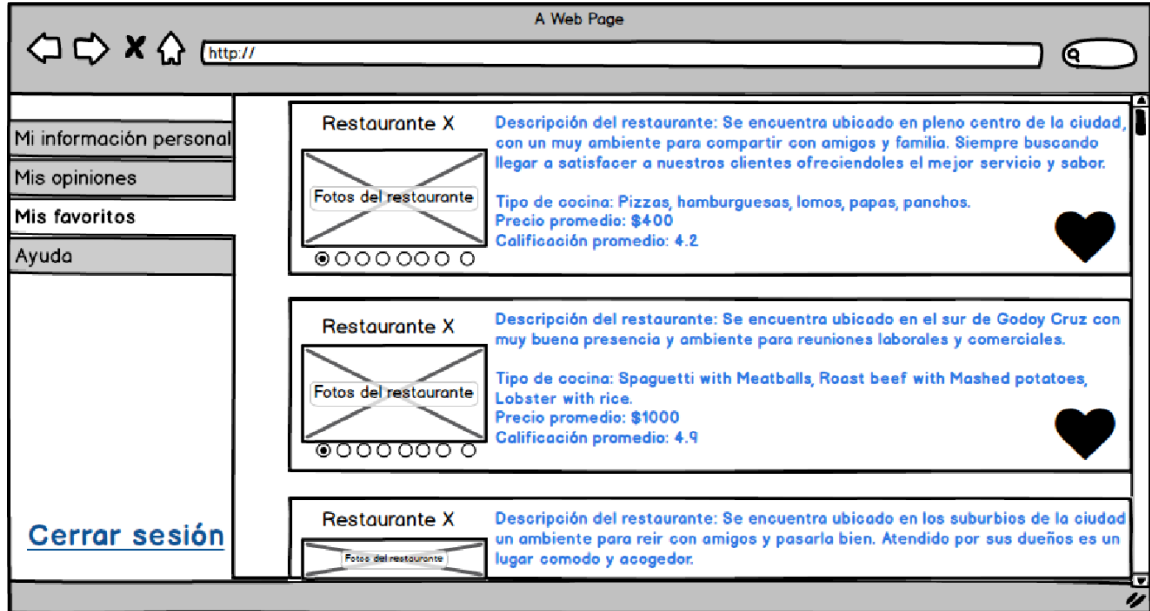 A Web Page
http://
Mi información personal
Mis opiniones
Mis favoritos
Ayuda
Cerrar sesión
Restaurante X
Fotos del restaurante
Descripción del restaurante: Se encuentra ubicado en pleno centro de la ciudad,
con un muy ambiente para compartir con amigos y familia. Siempre buscando
llegar a satisfacer a nuestros clientes ofreciendoles el mejor servicio y sabor.
Tipo de cocina: Pizzas, hamburguesas, lomos, papas, panchos.
Precio promedio: $400
Calificación promedio: 4.2
Restaurante X
Fotos del restaurante
Descripción del restaurante: Se encuentra ubicado en el sur de Godoy Cruz con
muy buena presencia y ambiente para reuniones laborales y comerciales.
Tipo de cocina: Spaguetti with Meatballs, Roast beef with Mashed potatoes,
Lobster with rice.
Precio promedio: $1000
Calificación promedio: 4.9
Restaurante X
Fotos del restaurante
Descripción del restaurante: Se encuentra ubicado en los suburbios de la ciudad
un ambiente para reir con amigos y pasarla bien. Atendido por sus dueños es un
lugar comodo y acogedor.